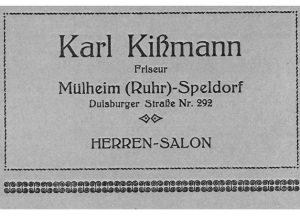 Karl Kißmann
Friseur
Mülheim (Ruhr)-Speldorf
Duisburger Straße Nr. 292
HERREN-SALON